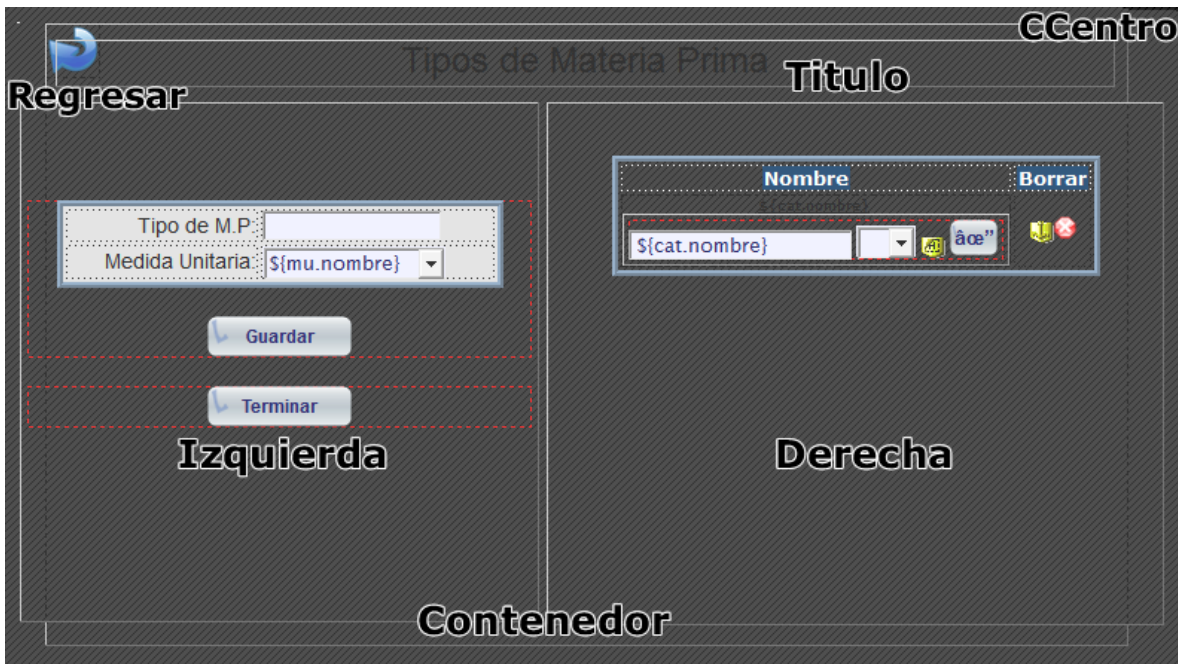 CCentro
Tipos de Materia Prima
Titulo
Regresar
Nombre
Borrar
${cat.nombre}
Tipo de M.P:
${cat.nombre}
âœ”
Medida Unitaria:
${mu.nombre}
Guardar
Terminar
Izquierda
Derecha
Contenedor